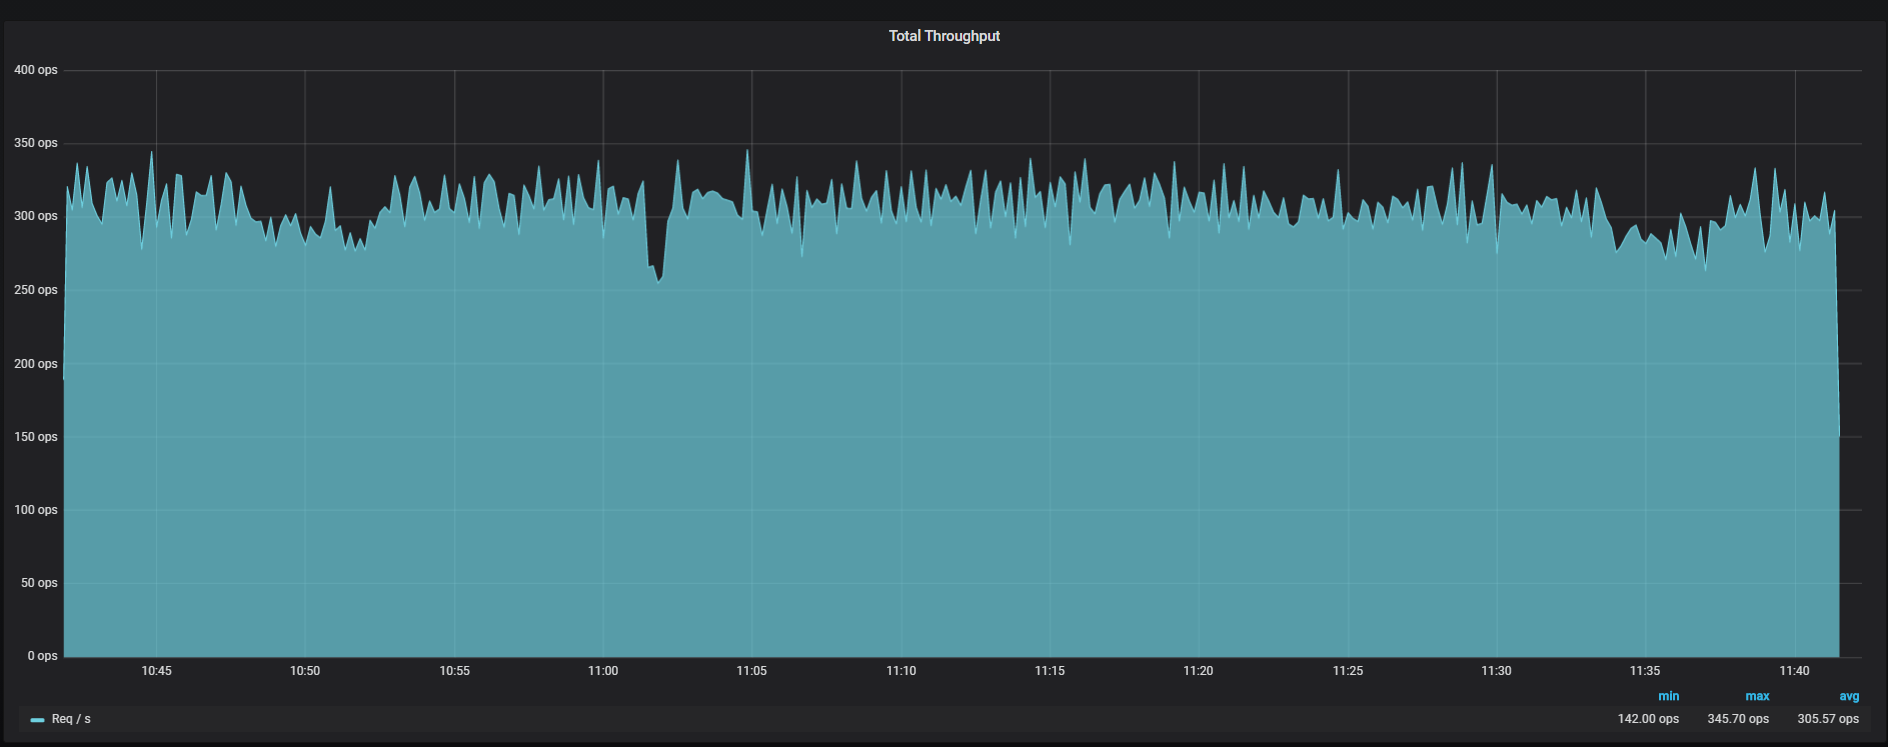 Total Throughput
400 ops
350 ops
300 ops
250 ops
200 ops
150 ops
100 ops
50 ops
0 ops
10:45 10:50 10:55 11:00 11:05 11:10 11:15 11:20 11:25 11:30 11:35 11:40
min max avg
Req / s 142.00 ops 345.70 ops 305.57 ops